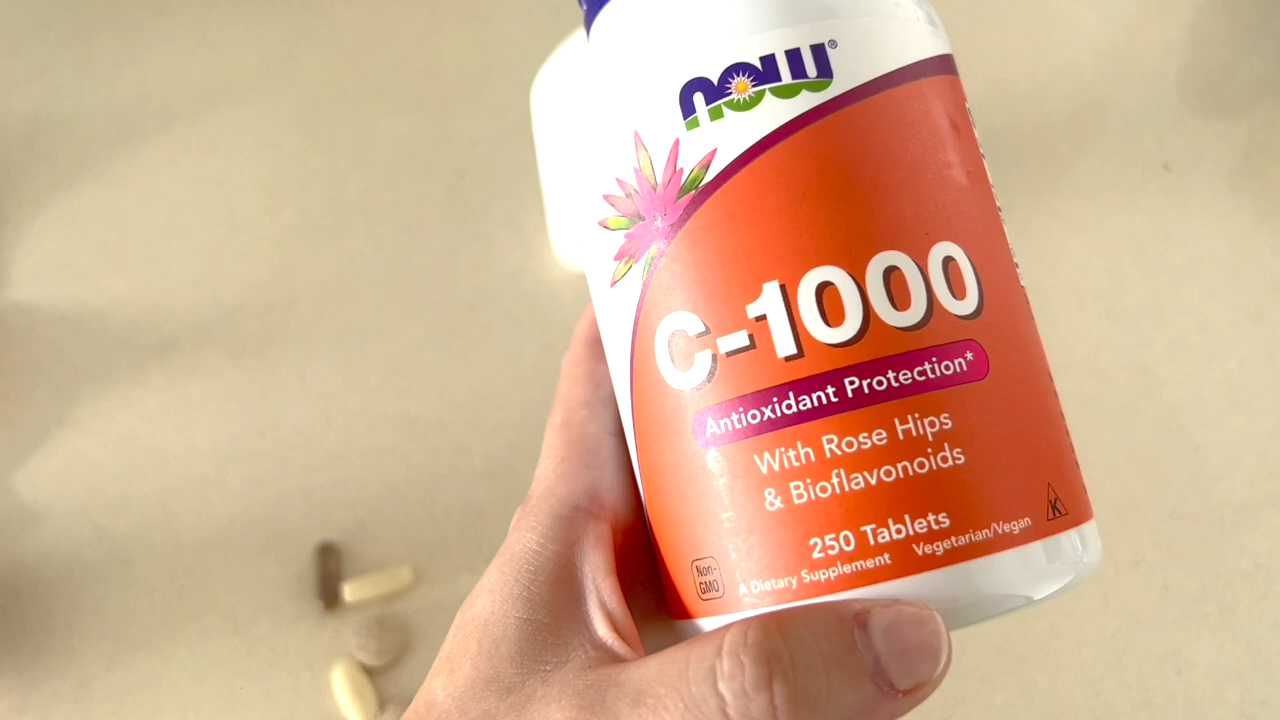 now®
C-1000
Antioxidant Protection*
With Rose Hips
& Bioflavonoids
250 Tablets
A Dietary Supplement Vegetarian/Vegan
Non-
GMO
K